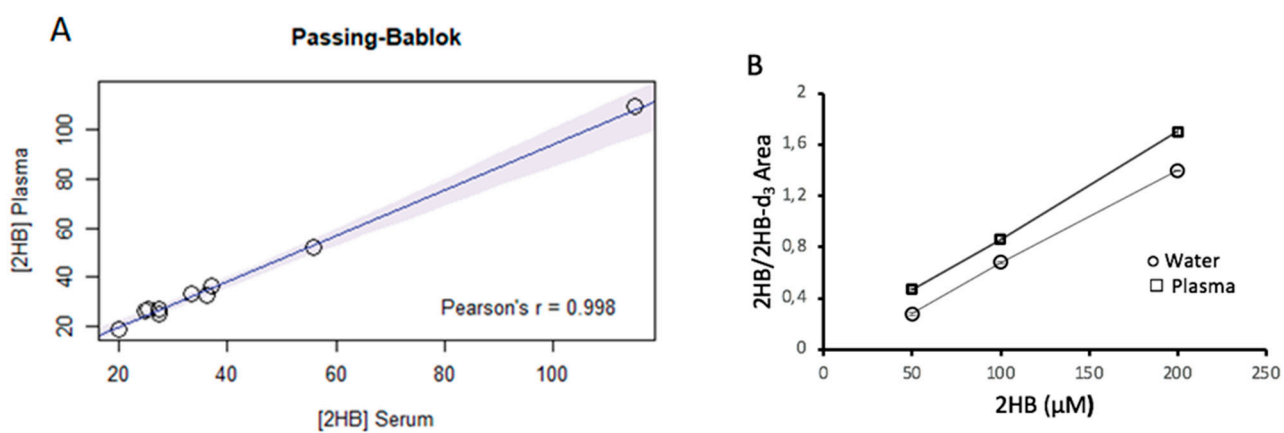 A
Passing-Bablok
[2HB] Plasma
100
80
60
40
20
Pearson's r = 0.998
20 40 60 80 100
[2HB] Serum
B
2HB/2HB-d3 Area
2
1,6
1,2
0,8
0,4
0
Water
Plasma
0 50 100 150 200 250
2HB (µM)